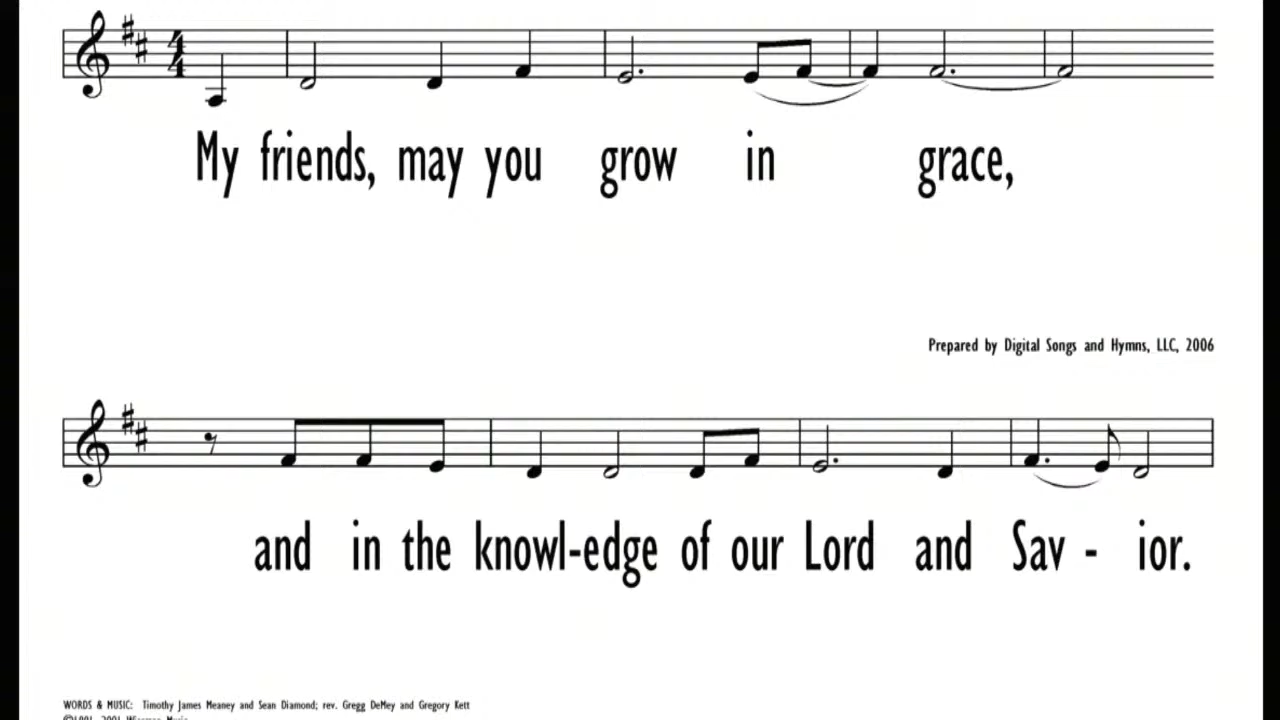 My friends, may you grow in grace,
Prepared by Digital Songs and Hymns, LLC, 2006
and in the knowl-edge of our Lord and Sav - ior.
WORDS & MUSIC: Timothy James Meaney and Sean Diamond; rev. Gregg DeMey and Gregory Kett